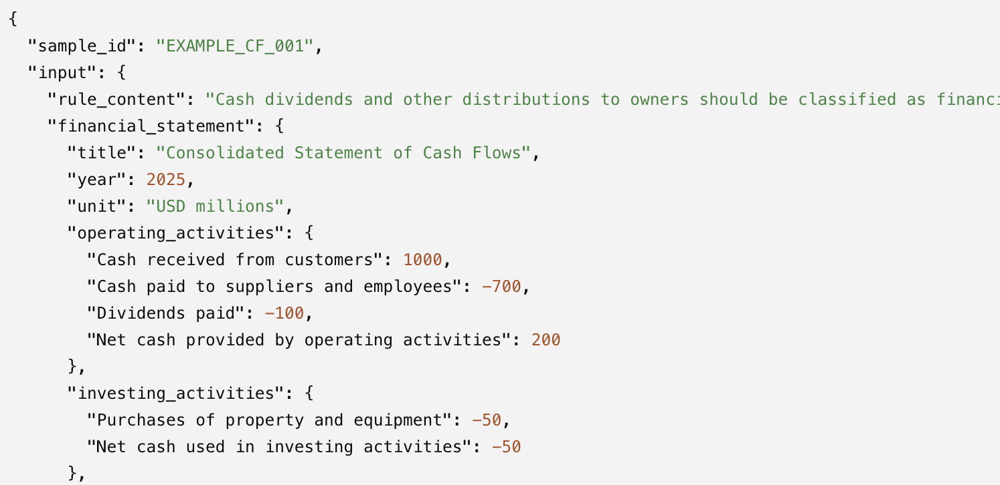 {
"sample_id": "EXAMPLE_CF_001",
"input": {
"rule_content": "Cash dividends and other distributions to owners should be classified as financi
"financial_statement": {
"title": "Consolidated Statement of Cash Flows",
"year": 2025,
"unit": "USD millions",
"operating_activities": {
"Cash received from customers": 1000,
"Cash paid to suppliers and employees": -700,
"Dividends paid": -100,
"Net cash provided by operating activities": 200
},
"investing_activities": {
"Purchases of property and equipment": -50,
"Net cash used in investing activities": -50
},